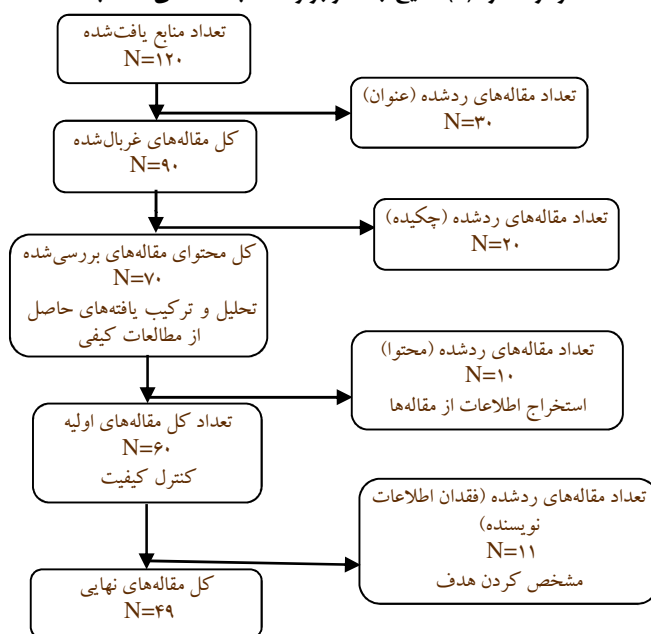 تعداد منابع یافت‌شده
N=۱۲۰
تعداد مقاله‌های ردشده (عنوان)
N=۳۰
کل مقاله‌های غربال‌شده
N=۹۰
تعداد مقاله‌های ردشده (چکیده)
N=۲۰
کل محتوای مقاله‌های بررسی‌شده
N=۷۰
تحلیل و ترکیب یافته‌های حاصل
از مطالعات کیفی
تعداد مقاله‌های ردشده (محتوا)
N=۱۰
استخراج اطلاعات از مقاله‌ها
تعداد کل مقاله‌های اولیه
N=۶۰
کنترل کیفیت
تعداد مقاله‌های ردشده (فقدان اطلاعات
نویسنده)
N=۱۱
مشخص کردن هدف
کل مقاله‌های نهایی
N=۴۹